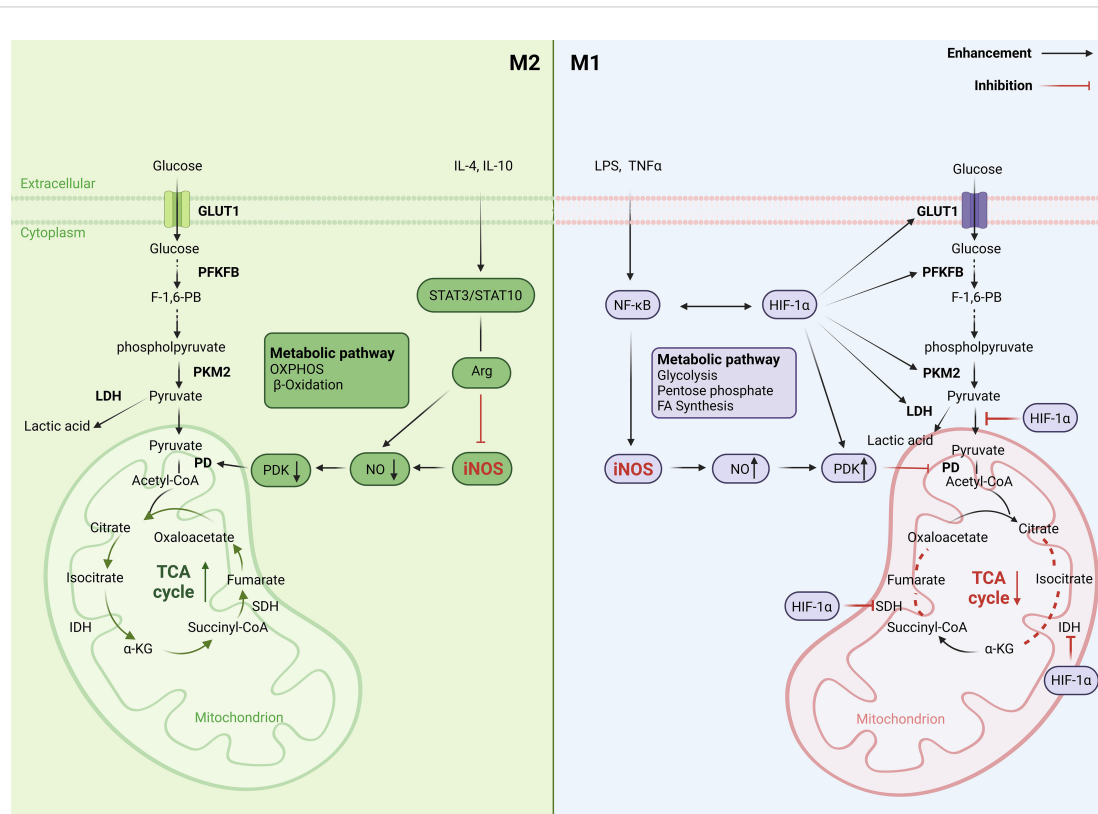 M2
Glucose
IL-4, IL-10
Extracellular
GLUT1
Cytoplasm
Glucose
PFKFB
F-1,6-PB
STAT3/STAT10
phospholpyruvate
Metabolic pathway
OXPHOS
β-Oxidation
PKM2
Arg
LDH
Pyruvate
Lactic acid
Pyruvate
PD
PDK
NO
iNOS
Acetyl-CoA
Citrate
Oxaloacetate
Isocitrate
TCA
cycle
Fumarate
SDH
IDH
Succinyl-CoA
α-KG
Mitochondrion
M1
Enhancement
Inhibition
LPS, TNFα
Glucose
GLUT1
Glucose
PFKFB
NF-κB
HIF-1α
F-1,6-PB
phospholpyruvate
Metabolic pathway
Glycolysis
Pentose phosphate
FA Synthesis
PKM2
Pyruvate
LDH
HIF-1α
Lactic acid
Pyruvate
iNOS
NO
PDK
PD
Acetyl-CoA
Citrate
Oxaloacetate
Fumarate
TCA
cycle
Isocitrate
HIF-1α
SDH
Succinyl-CoA
IDH
α-KG
HIF-1α
Mitochondrion